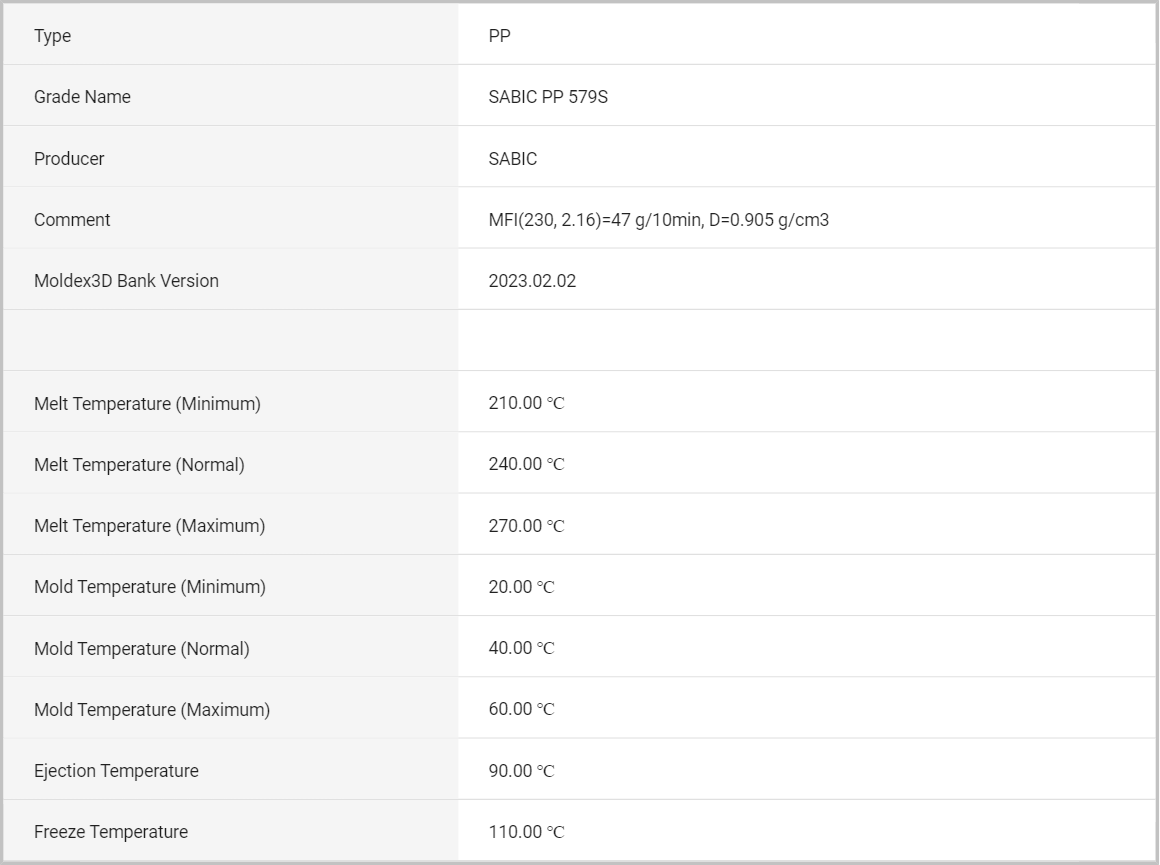 Type PP
Grade Name SABIC PP 579S
Producer SABIC
Comment MFI(230, 2.16)=47 g/10min, D=0.905 g/cm3
Moldex3D Bank Version 2023.02.02
Melt Temperature (Minimum) 210.00 ℃
Melt Temperature (Normal) 240.00 ℃
Melt Temperature (Maximum) 270.00 ℃
Mold Temperature (Minimum) 20.00 ℃
Mold Temperature (Normal) 40.00 ℃
Mold Temperature (Maximum) 60.00 ℃
Ejection Temperature 90.00 ℃
Freeze Temperature 110.00 ℃